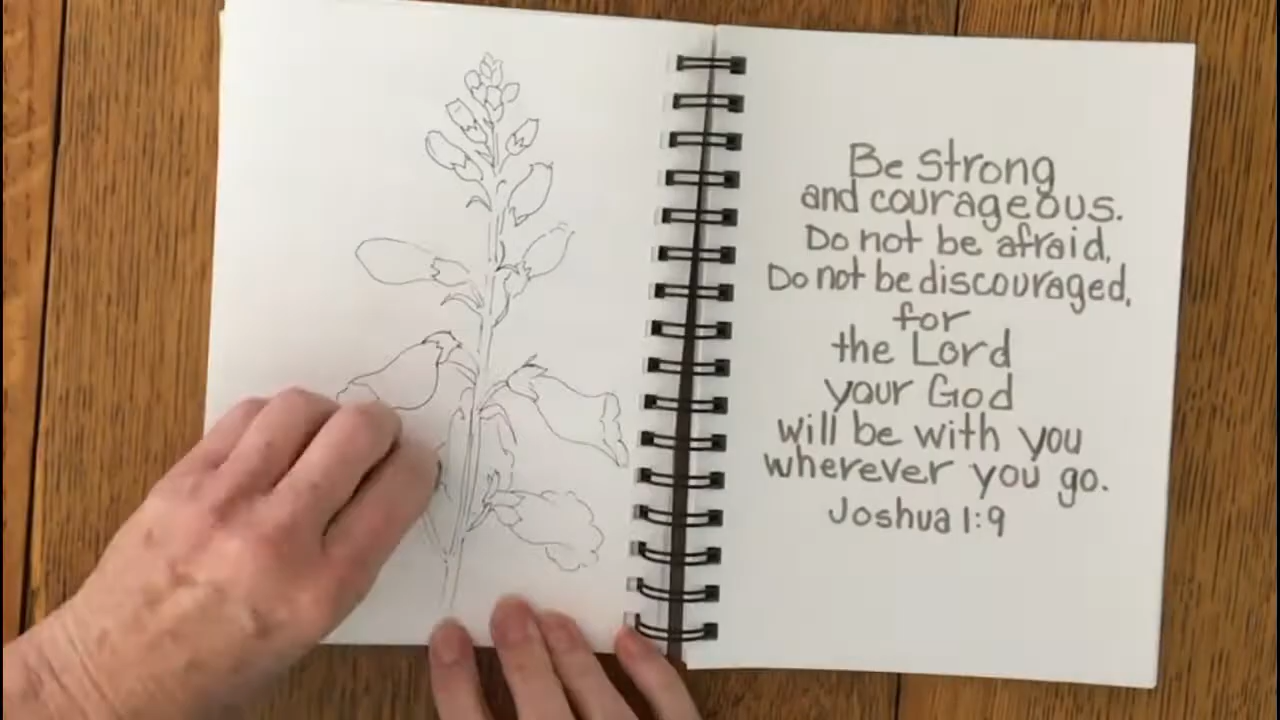 Be Strong
and courageous.
Do not be afraid,
Do not be discouraged,
for
the Lord
your God
will be with you
wherever you go.
Joshua 1:9